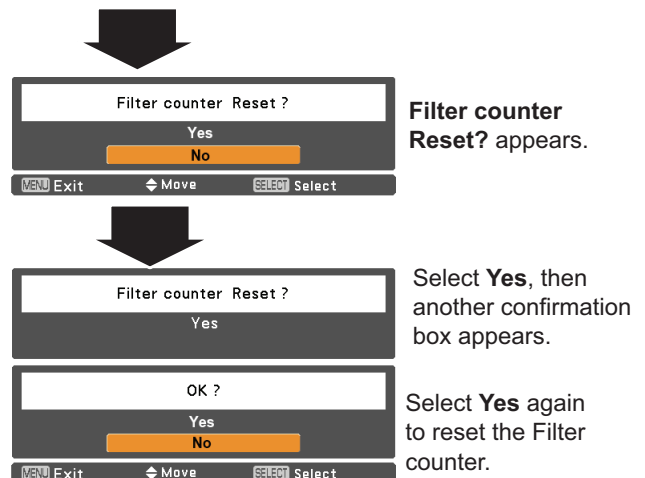 Filter counter Reset ?
Yes
No
MENU Exit Move SELECT Select
Filter counter
Reset? appears.
Filter counter Reset ?
Yes
Select Yes, then
another confirmation
box appears.
OK ?
Yes
No
MENU Exit Move SELECT Select
Select Yes again
to reset the Filter
counter.